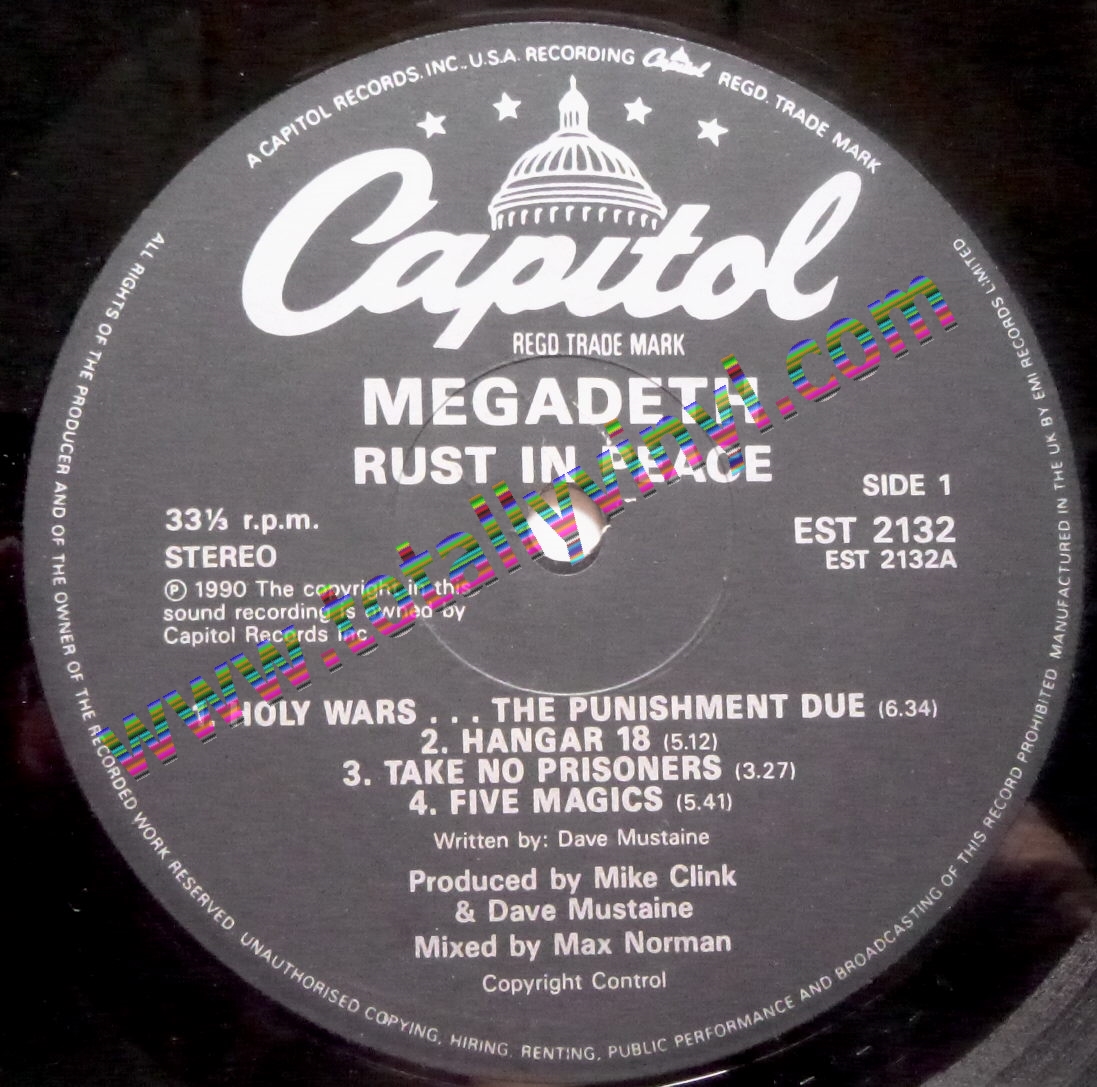 A CAPITOL RECORDS. INC., U.S.A. RECORDING Capitol REGD. TRADE MARK
Capitol
REGD TRADE MARK
MEGADETH
RUST IN PEACE
SIDE 1
33⅓ r.p.m.
EST 2132
STEREO
EST 2132A
℗ 1990 The copyright in this
sound recording is owned by
Capitol Records Inc
1. HOLY WARS . . . THE PUNISHMENT DUE (6.34)
2. HANGAR 18 (5.12)
3. TAKE NO PRISONERS (3.27)
4. FIVE MAGICS (5.41)
Written by: Dave Mustaine
Produced by Mike Clink
& Dave Mustaine
Mixed by Max Norman
Copyright Control
ALL RIGHTS OF THE PRODUCER AND OF THE OWNER OF THE RECORDED WORK RESERVED UNAUTHORISED COPYING, HIRING. RENTING, PUBLIC PERFORMANCE AND BROADCASTING OF THIS RECORD PROHIBITED MANUFACTURED IN THE UK BY EMI RECORDS LIMITED
www.totallyvinyl.com